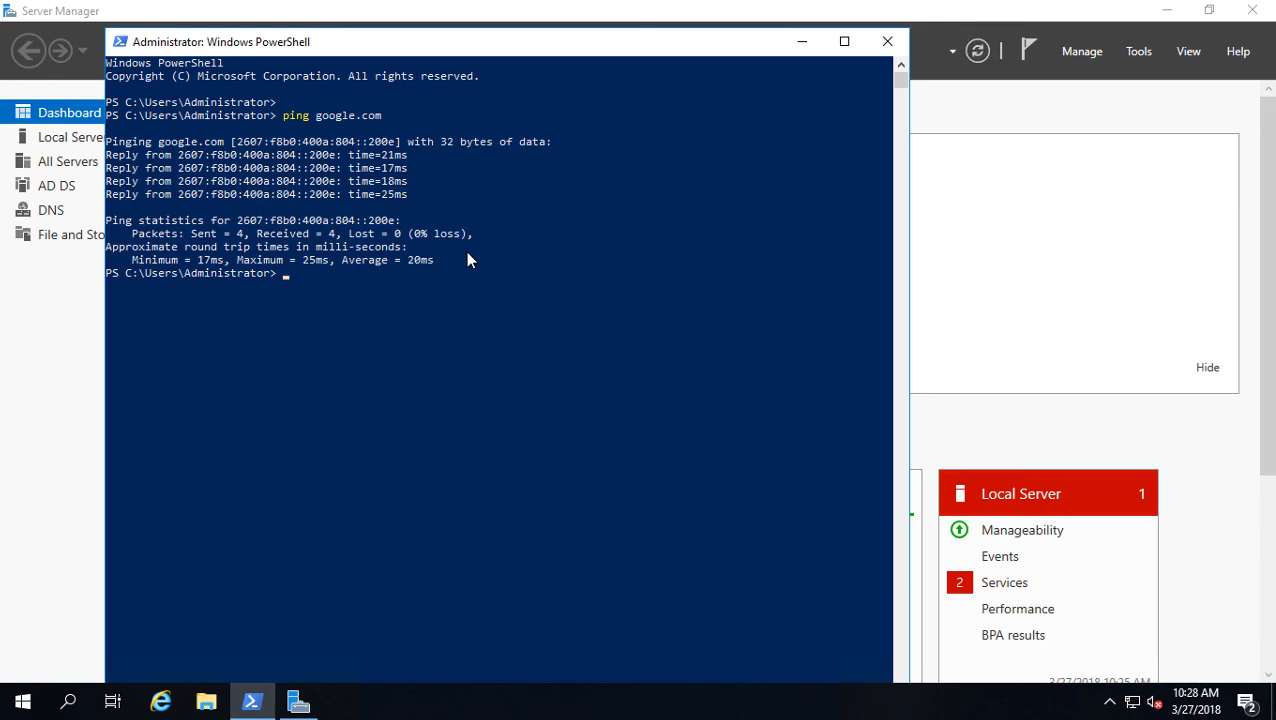 Server Manager
Administrator: Windows PowerShell
Manage Tools View Help
Windows PowerShell
Copyright (C) Microsoft Corporation. All rights reserved.
PS C:\Users\Administrator>
PS C:\Users\Administrator> ping google.com
Pinging google.com [2607:f8b0:400a:804::200e] with 32 bytes of data:
Reply from 2607:f8b0:400a:804::200e: time=21ms
Reply from 2607:f8b0:400a:804::200e: time=17ms
Reply from 2607:f8b0:400a:804::200e: time=18ms
Reply from 2607:f8b0:400a:804::200e: time=25ms
Ping statistics for 2607:f8b0:400a:804::200e:
Packets: Sent = 4, Received = 4, Lost = 0 (0% loss),
Approximate round trip times in milli-seconds:
Minimum = 17ms, Maximum = 25ms, Average = 20ms
PS C:\Users\Administrator>
Dashboard
Local Serve
All Servers
AD DS
DNS
File and Sto
Hide
Local Server 1
Manageability
Events
2 Services
Performance
BPA results
3/27/2018 10:25 AM
10:28 AM
3/27/2018
2